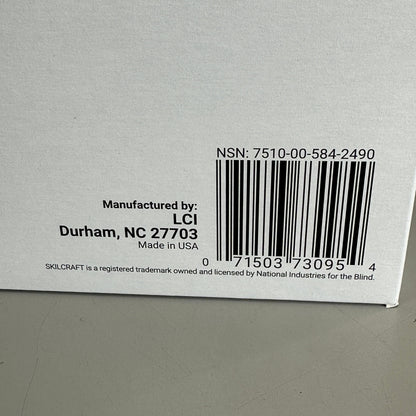 NSN: 7510-00-584-2490
Manufactured by:
LCI
Durham, NC 27703
Made in USA
0 71503 73095 4
SKILCRAFT is a registered trademark owned and licensed by National Industries for the Blind.